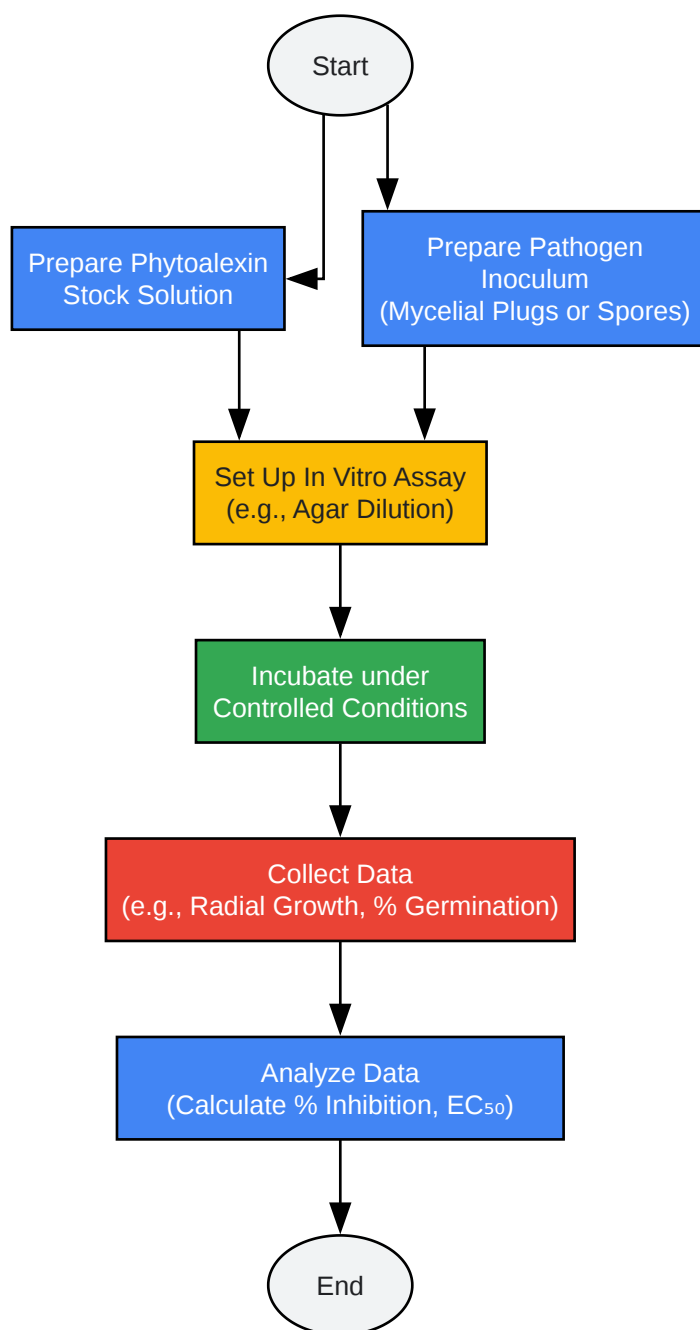 Start
Prepare Phytoalexin
Stock Solution
Prepare Pathogen
Inoculum
(Mycelial Plugs or Spores)
Set Up In Vitro Assay
(e.g., Agar Dilution)
Incubate under
Controlled Conditions
Collect Data
(e.g., Radial Growth, % Germination)
Analyze Data
(Calculate % Inhibition, EC₅₀)
End